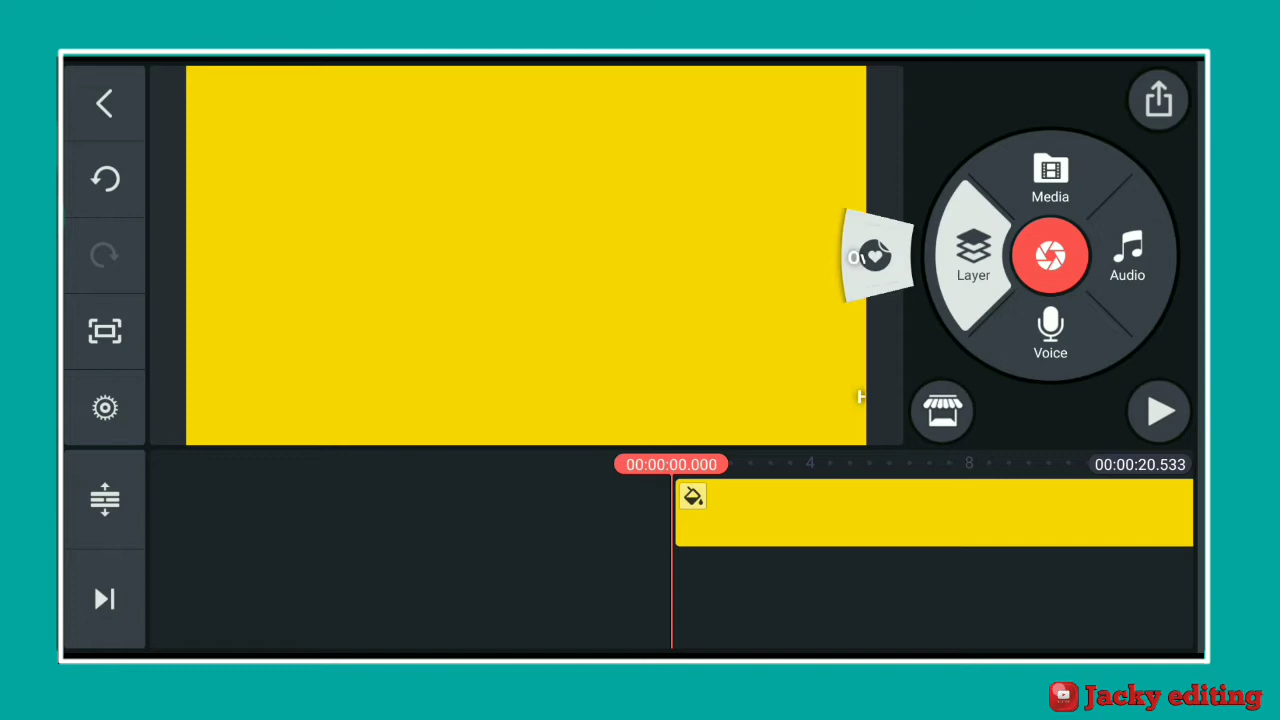 Media
Layer
Audio
Voice
00:00:00.000
4
8
00:00:20.533
Jacky editing